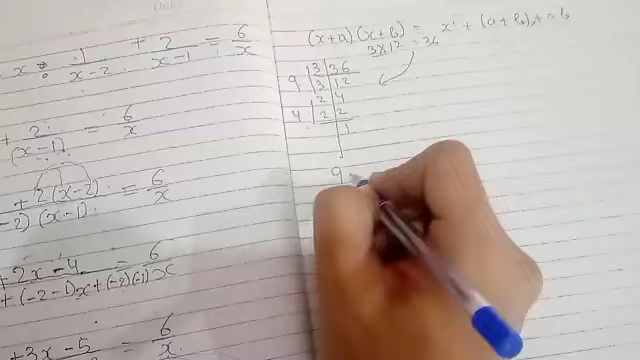 x: 1/x-2 + 2/x-1 = 6/x
+ 2/(x-1) = 6/x
+ 2(x-2)/-2)(x-1) = 6/x
+2x-4/+(-2-1)x+(-2)(-1) = 6/x
+3x-5 = 6/x
(x+a)(x+b) = x² + (a+b)x + ab
3x12 = 36
9 3 36
3 12
2 4
4 2 2
1
9